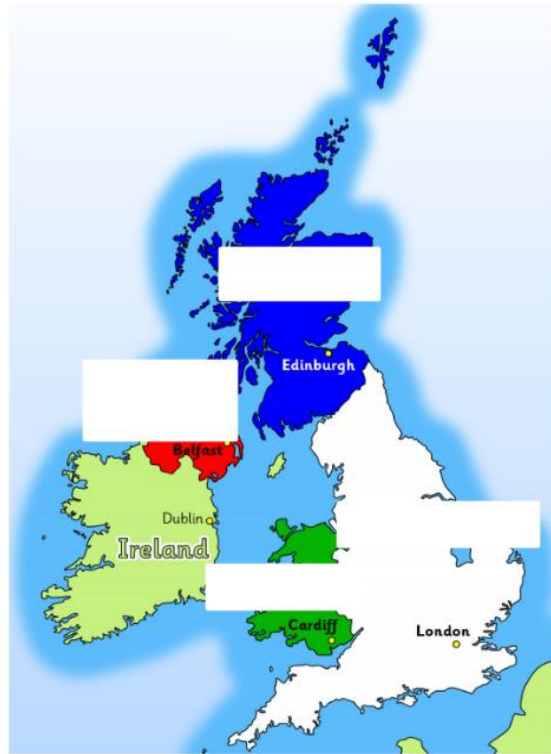 Edinburgh
Belfast
Dublin
Ireland
Cardiff
London